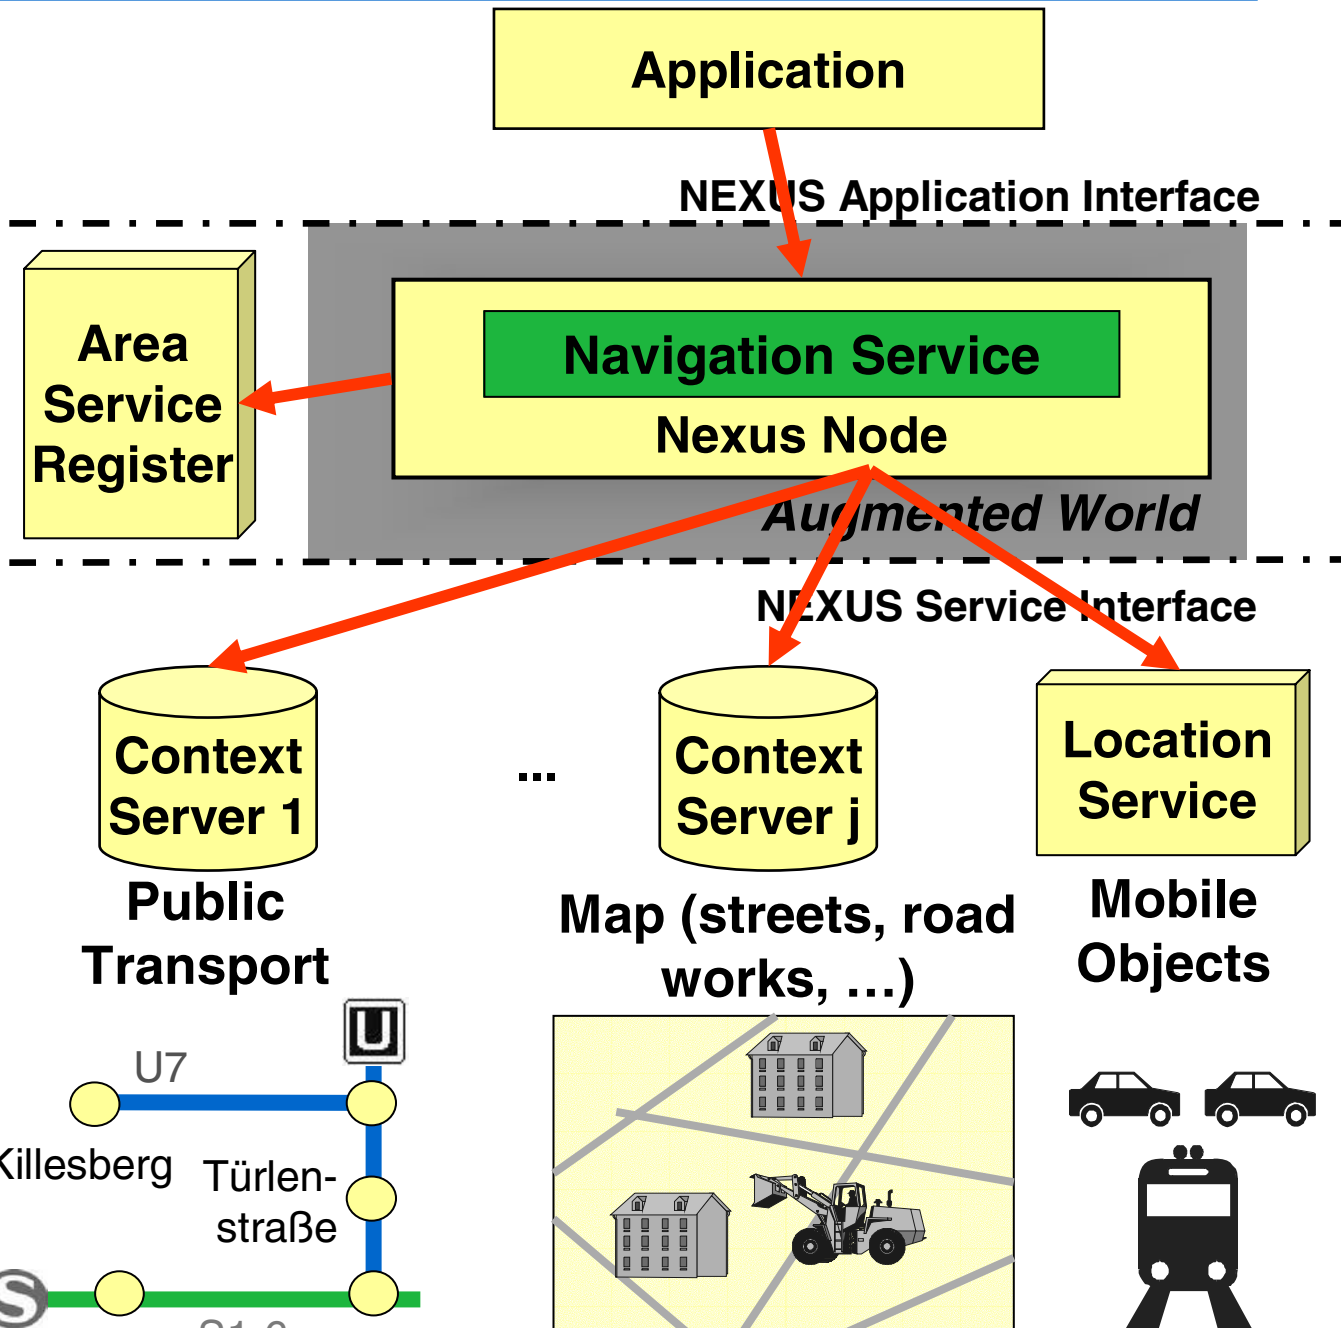 Application
NEXUS Application Interface
Area
Service
Register
Navigation Service
Nexus Node
Augmented World
NEXUS Service Interface
Context
Server 1
...
Context
Server j
Location
Service
Public
Transport
Map (streets, road
works, ...)
Mobile
Objects
U
U7
Killesberg
Türlen-
straße
S